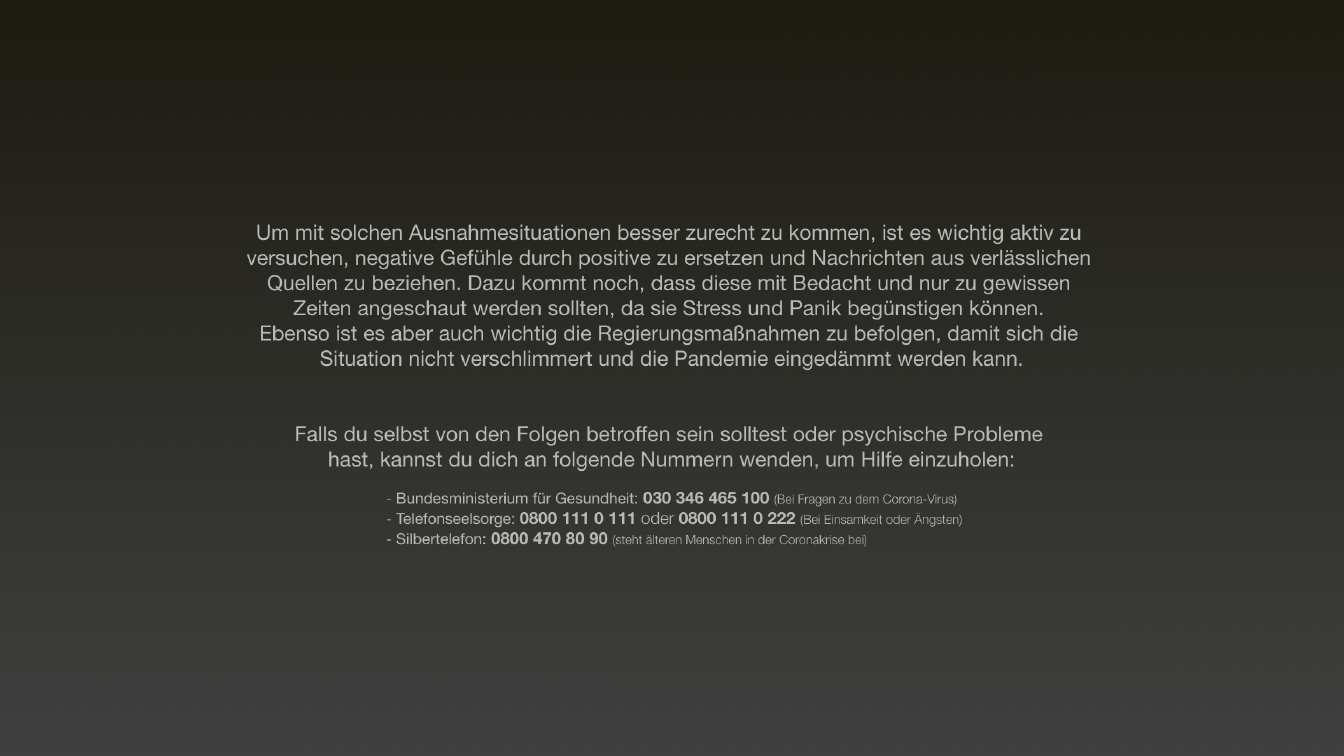 Um mit solchen Ausnahmesituationen besser zurecht zu kommen, ist es wichtig aktiv zu
versuchen, negative Gefühle durch positive zu ersetzen und Nachrichten aus verlässlichen
Quellen zu beziehen. Dazu kommt noch, dass diese mit Bedacht und nur zu gewissen
Zeiten angeschaut werden sollten, da sie Stress und Panik begünstigen können.
Ebenso ist es aber auch wichtig die Regierungsmaßnahmen zu befolgen, damit sich die
Situation nicht verschlimmert und die Pandemie eingedämmt werden kann.
Falls du selbst von den Folgen betroffen sein solltest oder psychische Probleme
hast, kannst du dich an folgende Nummern wenden, um Hilfe einzuholen:
- Bundesministerium für Gesundheit: 030 346 465 100 (Bei Fragen zu dem Corona-Virus)
- Telefonseelsorge: 0800 111 0 111 oder 0800 111 0 222 (Bei Einsamkeit oder Ängsten)
- Silbertelefon: 0800 470 80 90 (steht älteren Menschen in der Coronakrise bei)